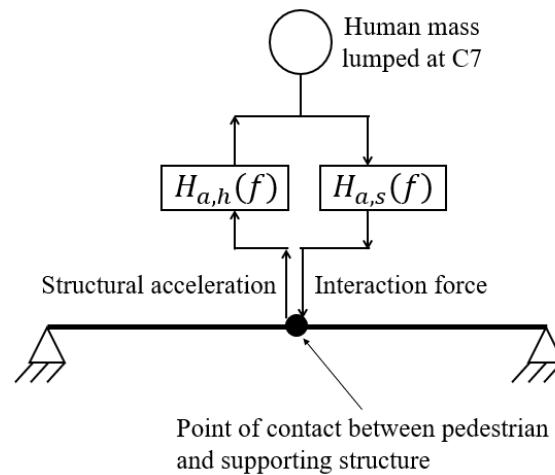 Human mass
lumped at C7
H_{a,h}(f)
H_{a,s}(f)
Structural acceleration
Interaction force
Point of contact between pedestrian
and supporting structure